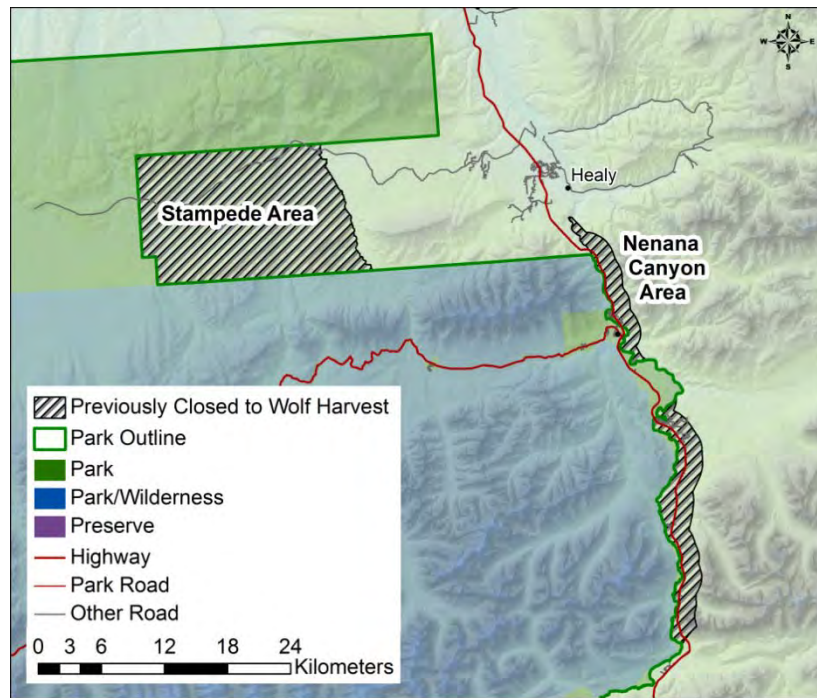 N
W E
S
Healy
Stampede Area
Nenana
Canyon
Area
Previously Closed to Wolf Harvest
Park Outline
Park
Park/Wilderness
Preserve
Highway
Park Road
Other Road
0 3 6 12 18 24
Kilometers